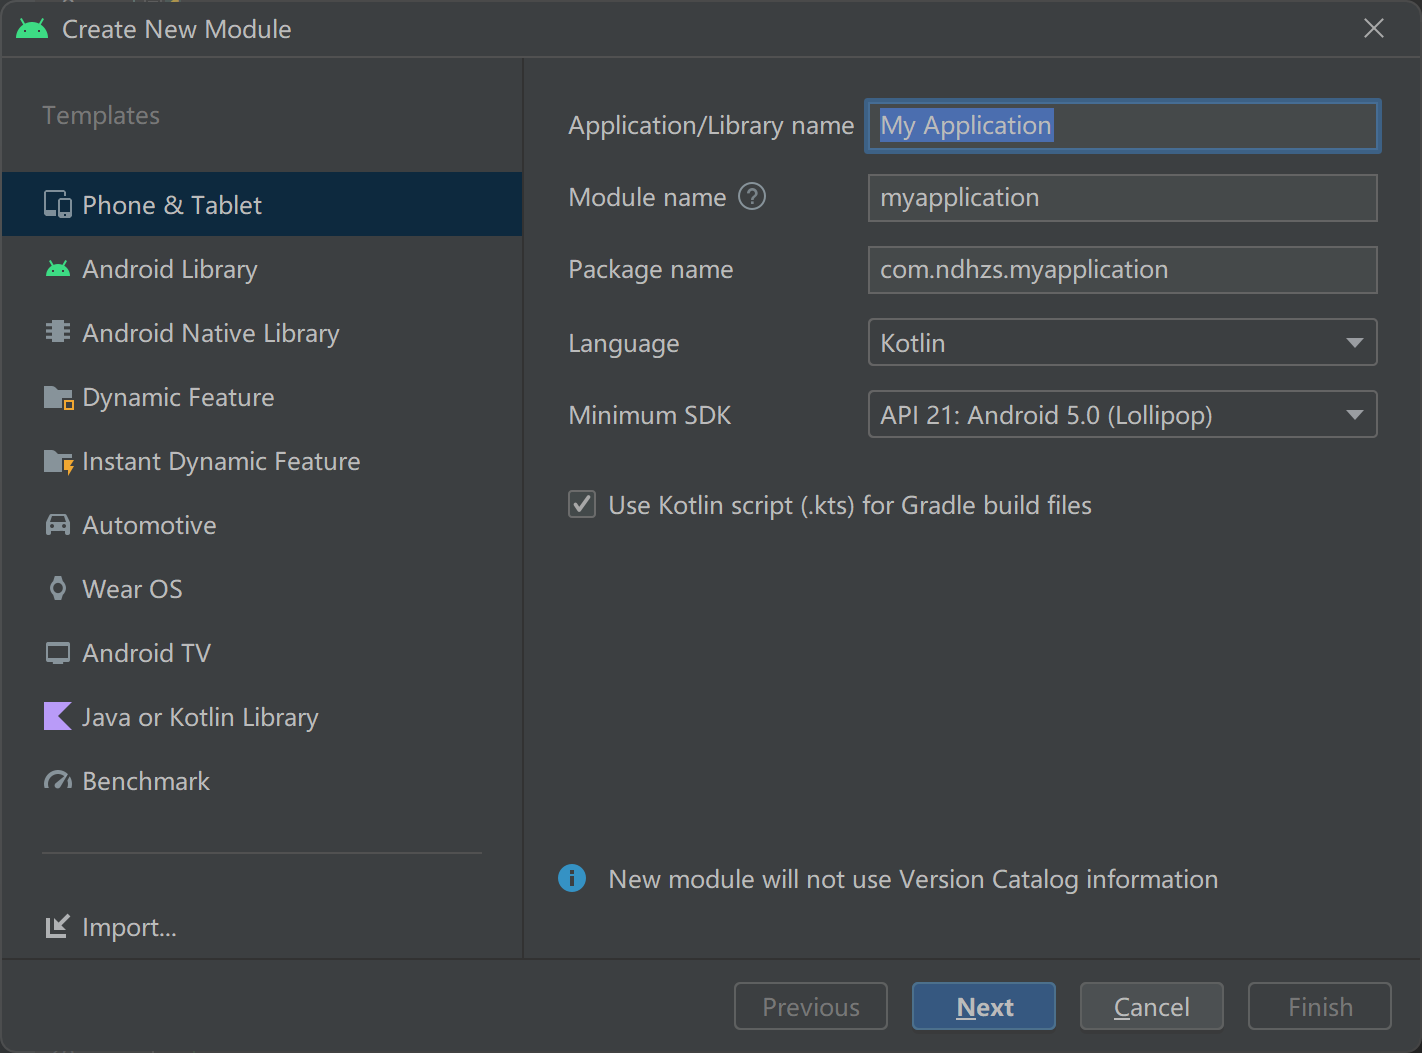 Create New Module
Templates
Phone & Tablet
Android Library
Android Native Library
Dynamic Feature
Instant Dynamic Feature
Automotive
Wear OS
Android TV
Java or Kotlin Library
Benchmark
Import...
Application/Library name My Application
Module name ? myapplication
Package name com.ndhzs.myapplication
Language Kotlin
Minimum SDK API 21: Android 5.0 (Lollipop)
Use Kotlin script (.kts) for Gradle build files
New module will not use Version Catalog information
Previous Next Cancel Finish